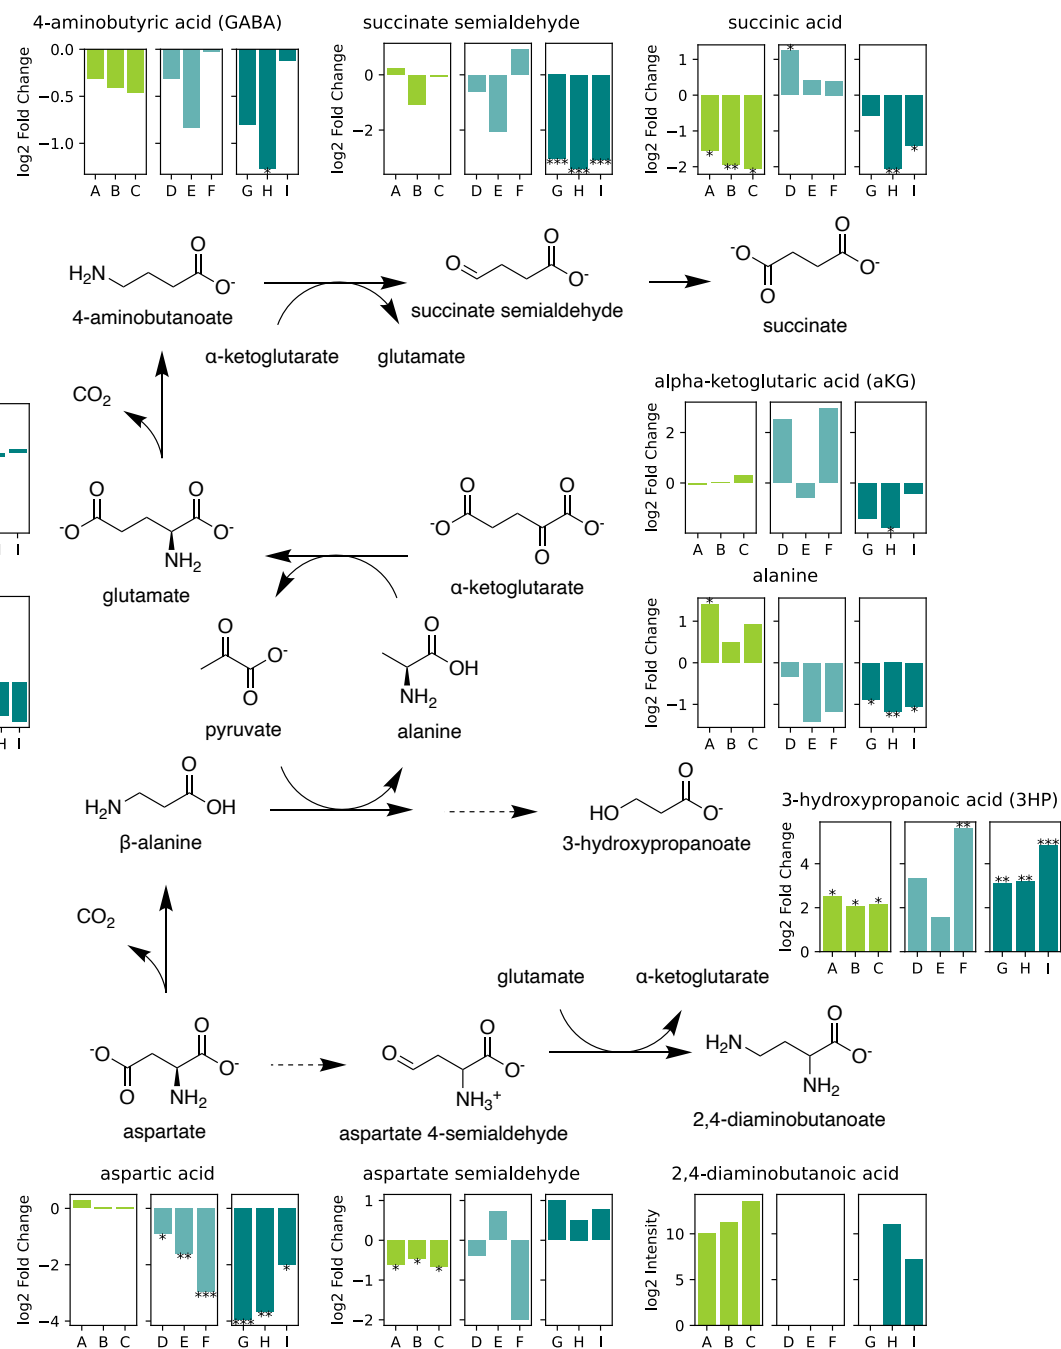 4-aminobutyric acid (GABA)
succinate semialdehyde
succinic acid
log2 Fold Change
0.0
−0.5
−1.0
*
A B C
D E F
G H I
log2 Fold Change
0
−2
***
***
***
A B C
D E F
G H I
log2 Fold Change
1
0
−1
−2
*
**
*
*
**
*
A B C
D E F
G H I
H2N
O
O-
4-aminobutanoate
O
O
O-
succinate semialdehyde
-O
O
O
O-
succinate
α-ketoglutarate
glutamate
CO2
alpha-ketoglutaric acid (aKG)
log2 Fold Change
2
0
*
A B C
D E F
G H I
I
O
-O
O
O-
NH2
glutamate
O
-O
O
O
O-
α-ketoglutarate
alanine
log2 Fold Change
1
0
−1
*
*
**
*
A B C
D E F
G H I
H I
O
O-
O
pyruvate
O
OH
NH2
alanine
H2N
O
OH
β-alanine
HO
O
O-
3-hydroxypropanoate
3-hydroxypropanoic acid (3HP)
log2 Fold Change
4
2
0
*
*
*
**
**
**
***
A B C
D E F
G H I
CO2
glutamate
α-ketoglutarate
-O
O
O
O-
NH2
aspartate
O
O
O-
NH3+
aspartate 4-semialdehyde
H2N
O
O-
NH2
2,4-diaminobutanoate
aspartic acid
aspartate semialdehyde
2,4-diaminobutanoic acid
log2 Fold Change
0
−2
−4
*
**
***
***
**
*
A B C
D E F
G H I
log2 Fold Change
1
0
−1
−2
*
*
*
A B C
D E F
G H I
log2 Intensity
10
5
0
A B C
D E F
G H I